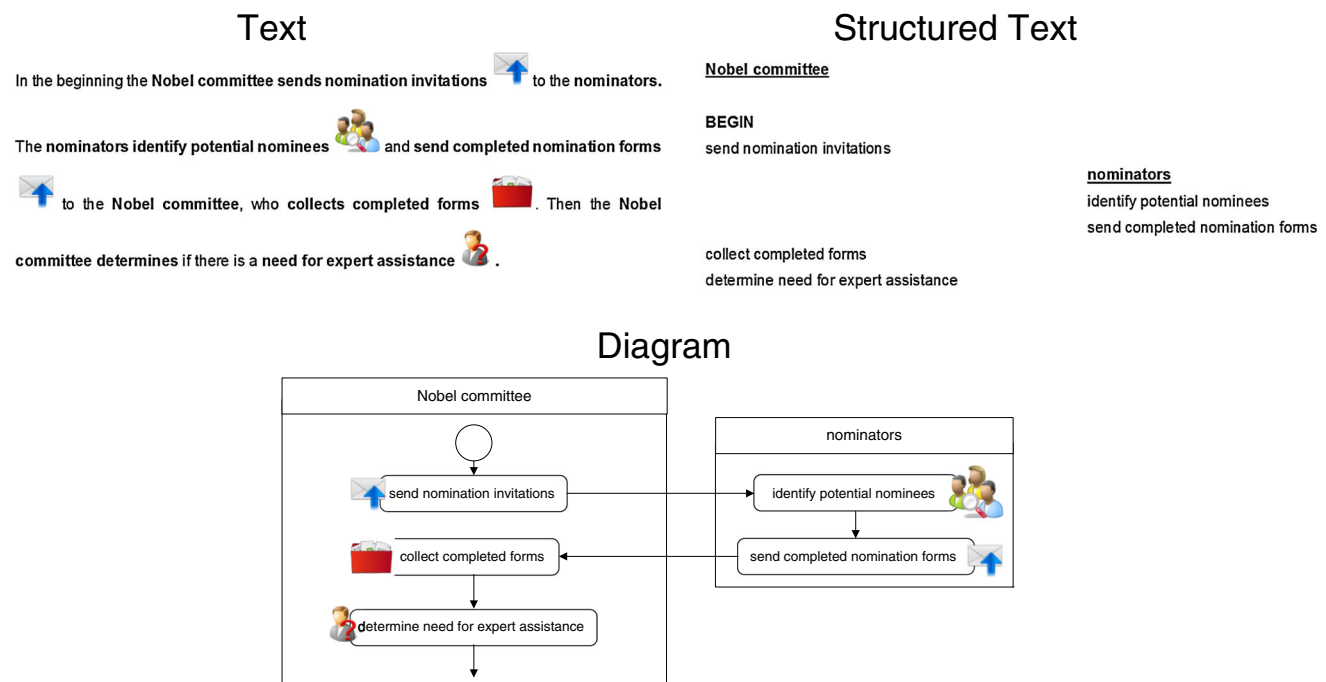 Text
In the beginning the Nobel committee sends nomination invitations to the nominators.
The nominators identify potential nominees and send completed nomination forms
to the Nobel committee, who collects completed forms . Then the Nobel
committee determines if there is a need for expert assistance .
Structured Text
Nobel committee
BEGIN
send nomination invitations
nominators
identify potential nominees
send completed nomination forms
collect completed forms
determine need for expert assistance
Diagram
Nobel committee
nominators
send nomination invitations
identify potential nominees
collect completed forms
send completed nomination forms
determine need for expert assistance